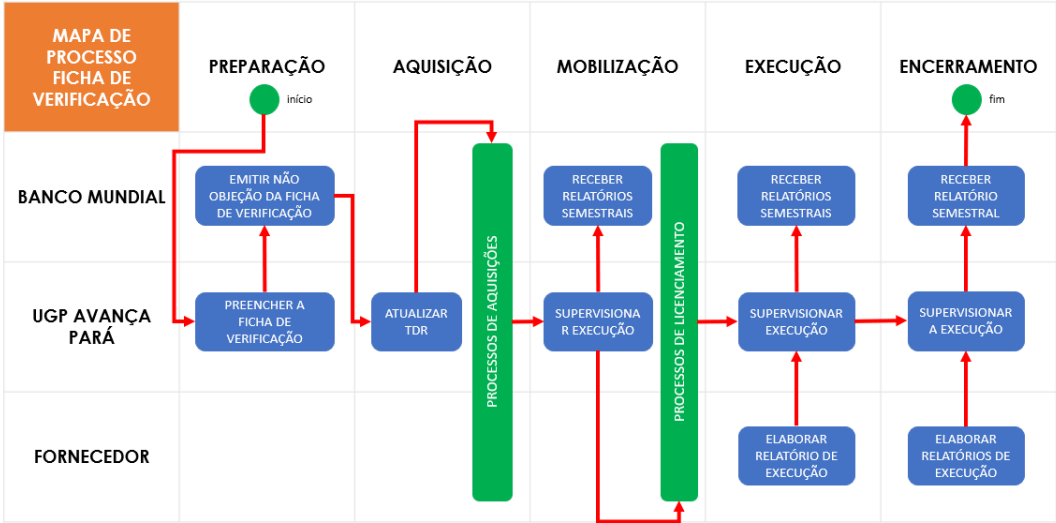 MAPA DE
PROCESSO
FICHA DE
VERIFICAÇÃO
PREPARAÇÃO
AQUISIÇÃO
MOBILIZAÇÃO
EXECUÇÃO
ENCERRAMENTO
início
fim
BANCO MUNDIAL
EMITIR NÃO
OBJEÇÃO DA FICHA
DE VERIFICAÇÃO
RECEBER
RELATÓRIOS
SEMESTRAIS
RECEBER
RELATÓRIOS
SEMESTRAIS
RECEBER
RELATÓRIO
SEMESTRAL
UGP AVANÇA
PARÁ
PREENCHER A
FICHA DE
VERIFICAÇÃO
ATUALIZAR
TDR
PROCESSOS DE AQUISIÇÕES
SUPERVISIONA
R EXECUÇÃO
PROCESSOS DE LICENCIAMENTO
SUPERVISIONAR
EXECUÇÃO
SUPERVISIONAR
A EXECUÇÃO
FORNECEDOR
ELABORAR
RELATÓRIO DE
EXECUÇÃO
ELABORAR
RELATÓRIOS DE
EXECUÇÃO